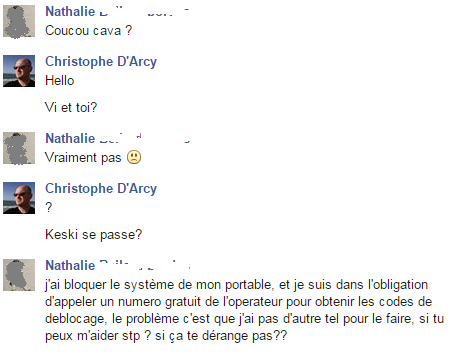 Nathalie
Coucou cava ?
Christophe D'Arcy
Hello
Vi et toi?
Nathalie
Vraiment pas
Christophe D'Arcy
?
Keski se passe?
Nathalie
j'ai bloquer le système de mon portable, et je suis dans l'obligation
d'appeler un numero gratuit de l'operateur pour obtenir les codes de
deblocage, le problème c'est que j'ai pas d'autre tel pour le faire, si tu
peux m'aider stp ? si ça te dérange pas??